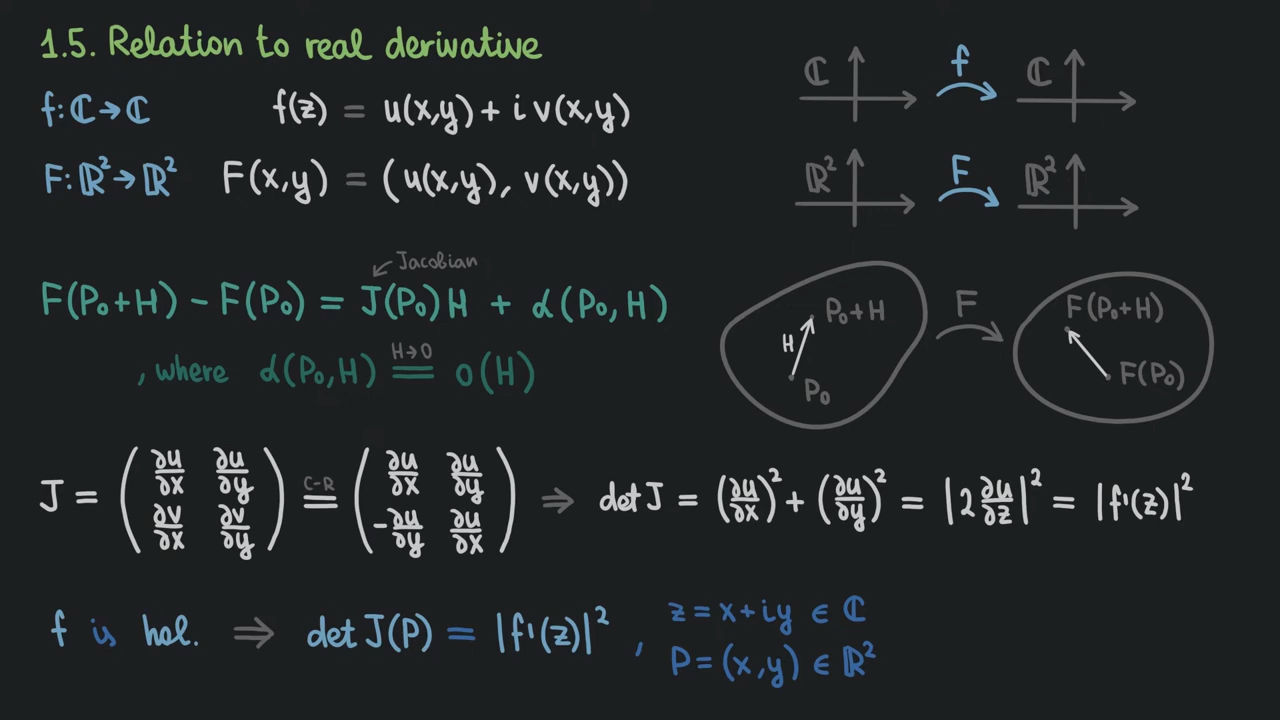 1.5. Relation to real derivative
f: ℂ → ℂ f(z) = u(x,y) + i v(x,y)
F: ℝ² → ℝ² F(x,y) = (u(x,y), v(x,y))
ℂ f ℂ
ℝ² F ℝ²
Jacobian
F(P₀+H) - F(P₀) = J(P₀)H + α(P₀,H)
, where α(P₀,H) =^{H→0} o(H)
H P₀+H P₀ F F(P₀+H) F(P₀)
J = ( ∂u/∂x ∂u/∂y ; ∂v/∂x ∂v/∂y ) =^{C-R} ( ∂u/∂x ∂u/∂y ; -∂u/∂y ∂u/∂x ) ⇒ det J = (∂u/∂x)² + (∂u/∂y)² = |2 ∂u/∂z|² = |f'(z)|²
f is hol. ⇒ det J(P) = |f'(z)|² , z = x+iy ∈ ℂ
P = (x,y) ∈ ℝ²